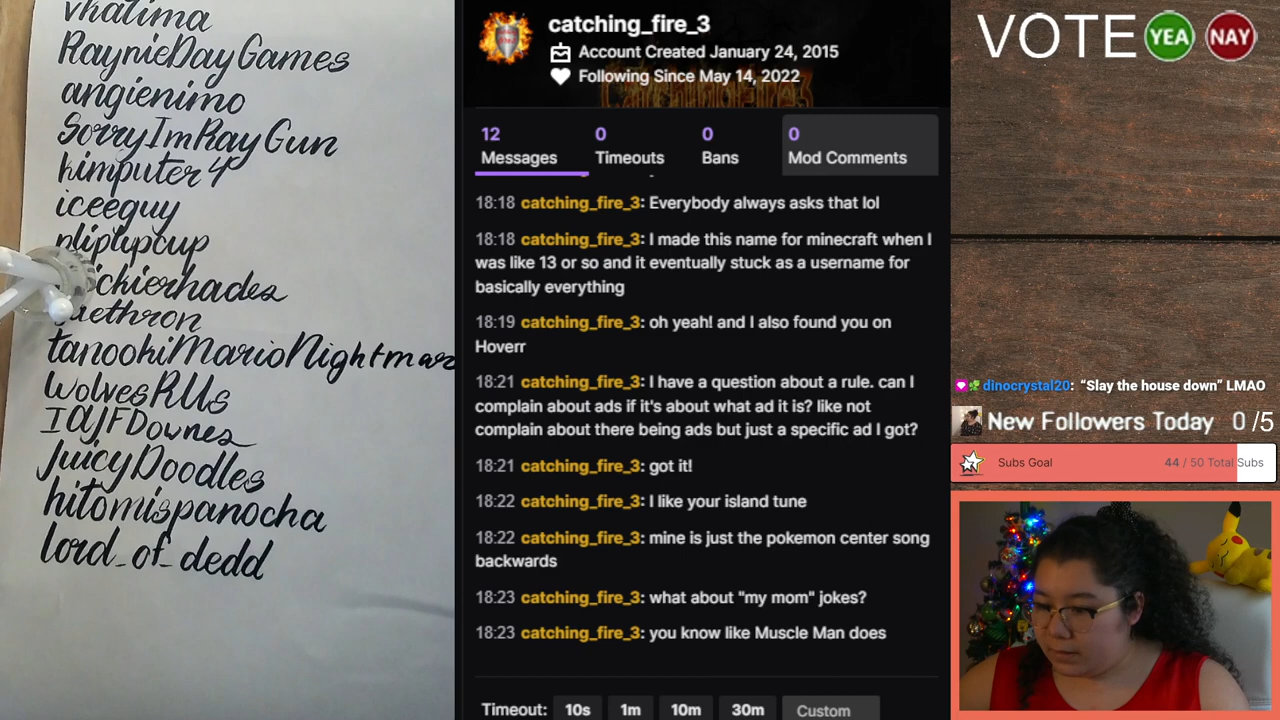 vhatima
RaynieDayGames
angienimo
SorryImRayGun
kimputer4
iceeguy
plipupcup
ickierhades
aethron
tanookiMarioNightmar
WolvesRUs
IAJFDownes
JuicyDoodles
hitomispanocha
lord_of_dedd
catching_fire_3
Account Created January 24, 2015
Following Since May 14, 2022
12 Messages
0 Timeouts
0 Bans
0 Mod Comments
18:18 catching_fire_3: Everybody always asks that lol
18:18 catching_fire_3: I made this name for minecraft when I
was like 13 or so and it eventually stuck as a username for
basically everything
18:19 catching_fire_3: oh yeah! and I also found you on
Hoverr
18:21 catching_fire_3: I have a question about a rule. can I
complain about ads if it's about what ad it is? like not
complain about there being ads but just a specific ad I got?
18:21 catching_fire_3: got it!
18:22 catching_fire_3: I like your island tune
18:22 catching_fire_3: mine is just the pokemon center song
backwards
18:23 catching_fire_3: what about "my mom" jokes?
18:23 catching_fire_3: you know like Muscle Man does
Timeout: 10s 1m 10m 30m Custom
VOTE YEA NAY
dinocrystal20: “Slay the house down” LMAO
New Followers Today 0 /5
Subs Goal 44 / 50 Total Subs